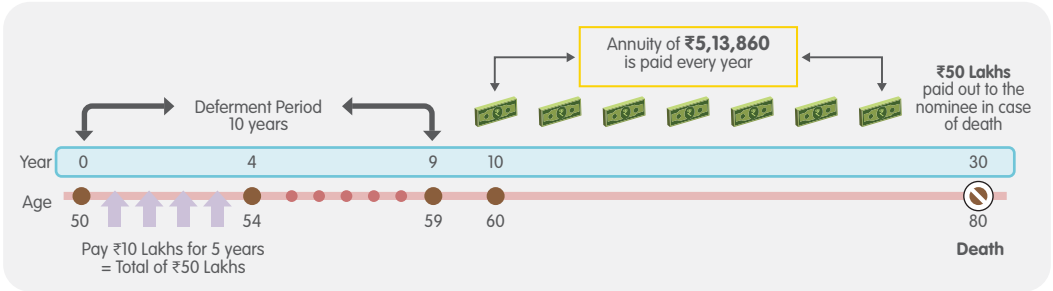 Annuity of ₹5,13,860
is paid every year
₹50 Lakhs
paid out to the
nominee in case
of death
Deferment Period
10 years
Year 0 4 9 10 30
Age
50 54 59 60 80
Pay ₹10 Lakhs for 5 years
= Total of ₹50 Lakhs
Death